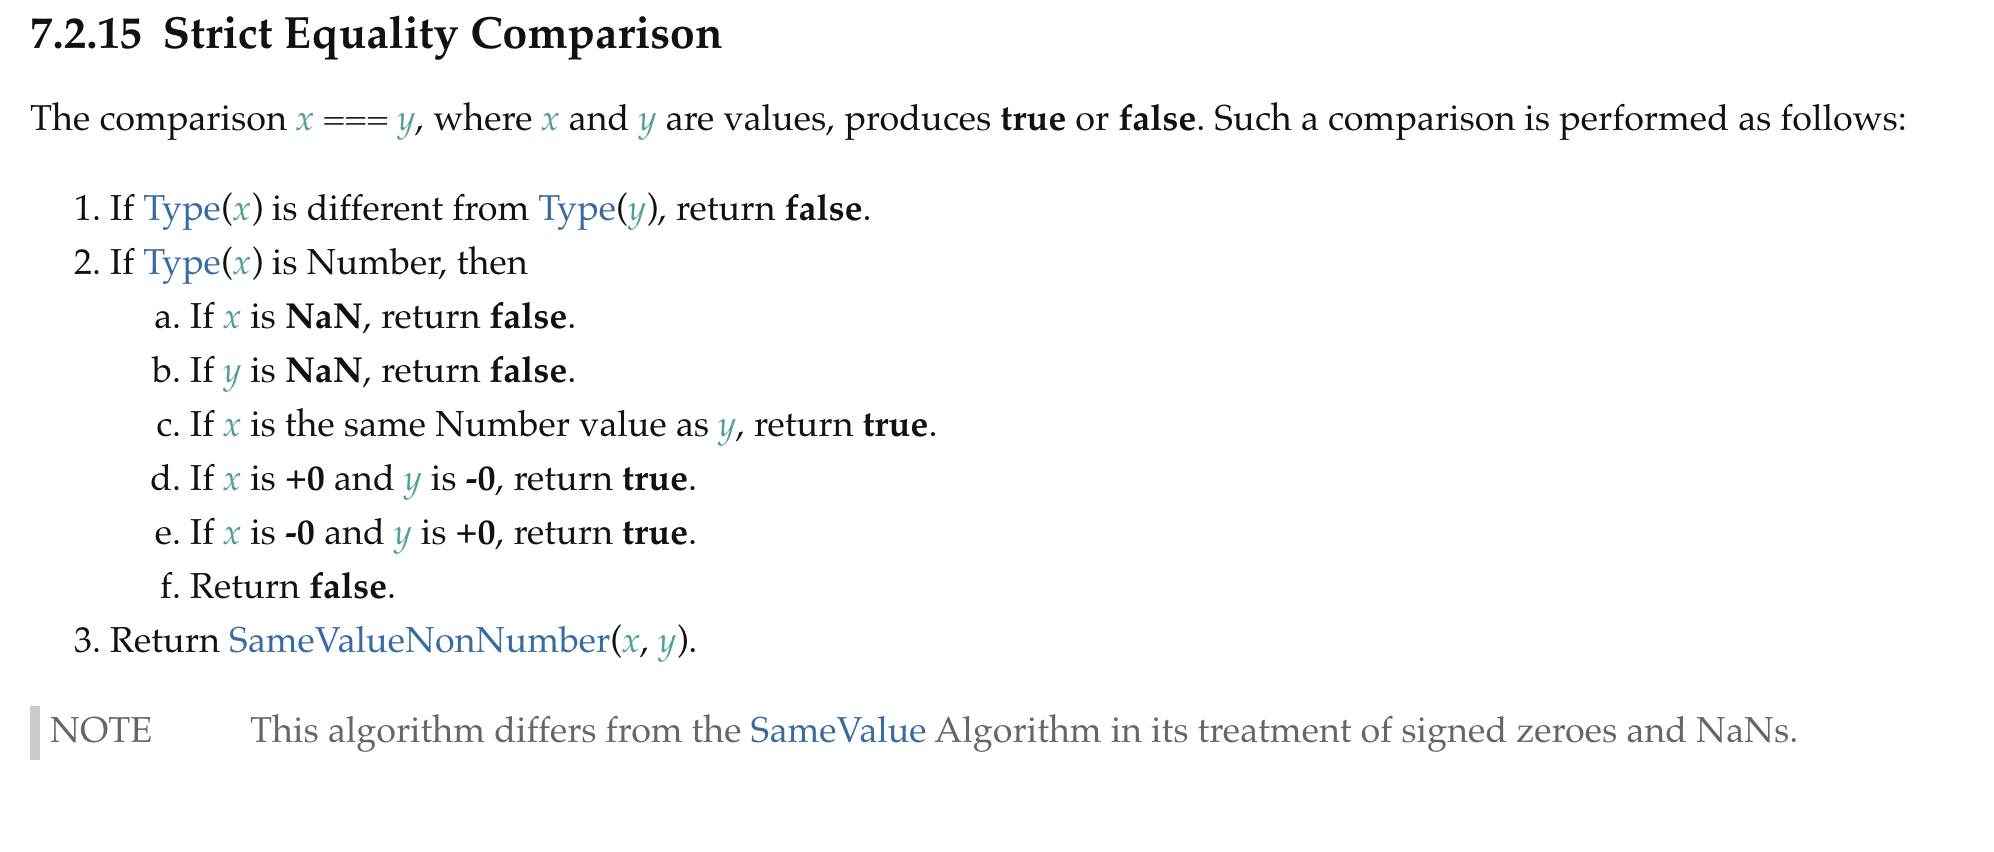 7.2.15 Strict Equality Comparison
The comparison x === y, where x and y are values, produces true or false. Such a comparison is performed as follows:
1. If Type(x) is different from Type(y), return false.
2. If Type(x) is Number, then
a. If x is NaN, return false.
b. If y is NaN, return false.
c. If x is the same Number value as y, return true.
d. If x is +0 and y is -0, return true.
e. If x is -0 and y is +0, return true.
f. Return false.
3. Return SameValueNonNumber(x, y).
NOTE This algorithm differs from the SameValue Algorithm in its treatment of signed zeroes and NaNs.